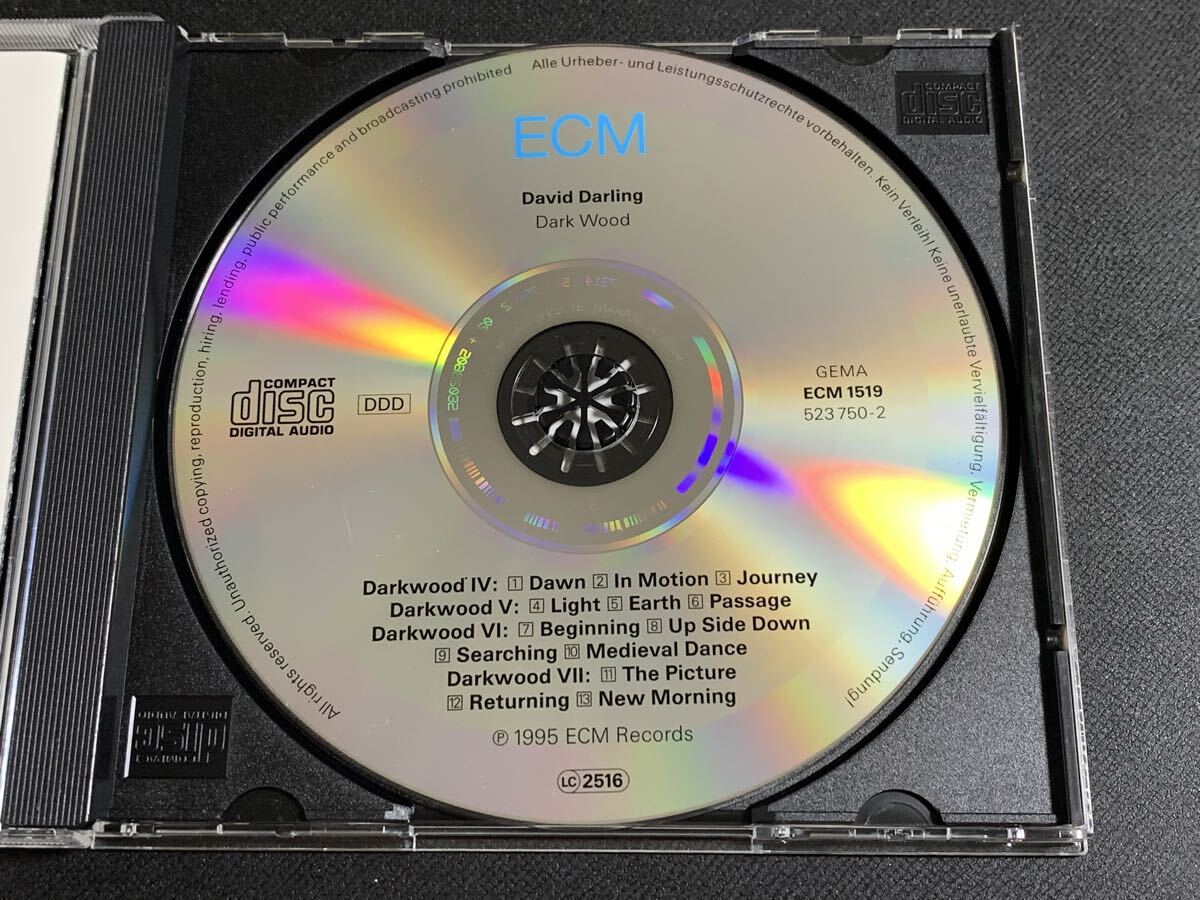 All rights reserved. Unauthorized copying, reproduction, hiring, lending, public performance and broadcasting prohibited
Alle Urheber- und Leistungsschutzrechte vorbehalten. Kein Verleih! Keine unerlaubte Vervielfältigung, Vermietung, Aufführung, Sendung!
COMPACT
disc
DIGITAL AUDIO
ECM
David Darling
Dark Wood
COMPACT
disc
DIGITAL AUDIO
DDD
GEMA
ECM 1519
523 750-2
Darkwood IV: 1 Dawn 2 In Motion 3 Journey
Darkwood V: 4 Light 5 Earth 6 Passage
Darkwood VI: 7 Beginning 8 Up Side Down
9 Searching 10 Medieval Dance
Darkwood VII: 11 The Picture
12 Returning 13 New Morning
℗ 1995 ECM Records
LC 2516
COMPACT
disc
DIGITAL AUDIO